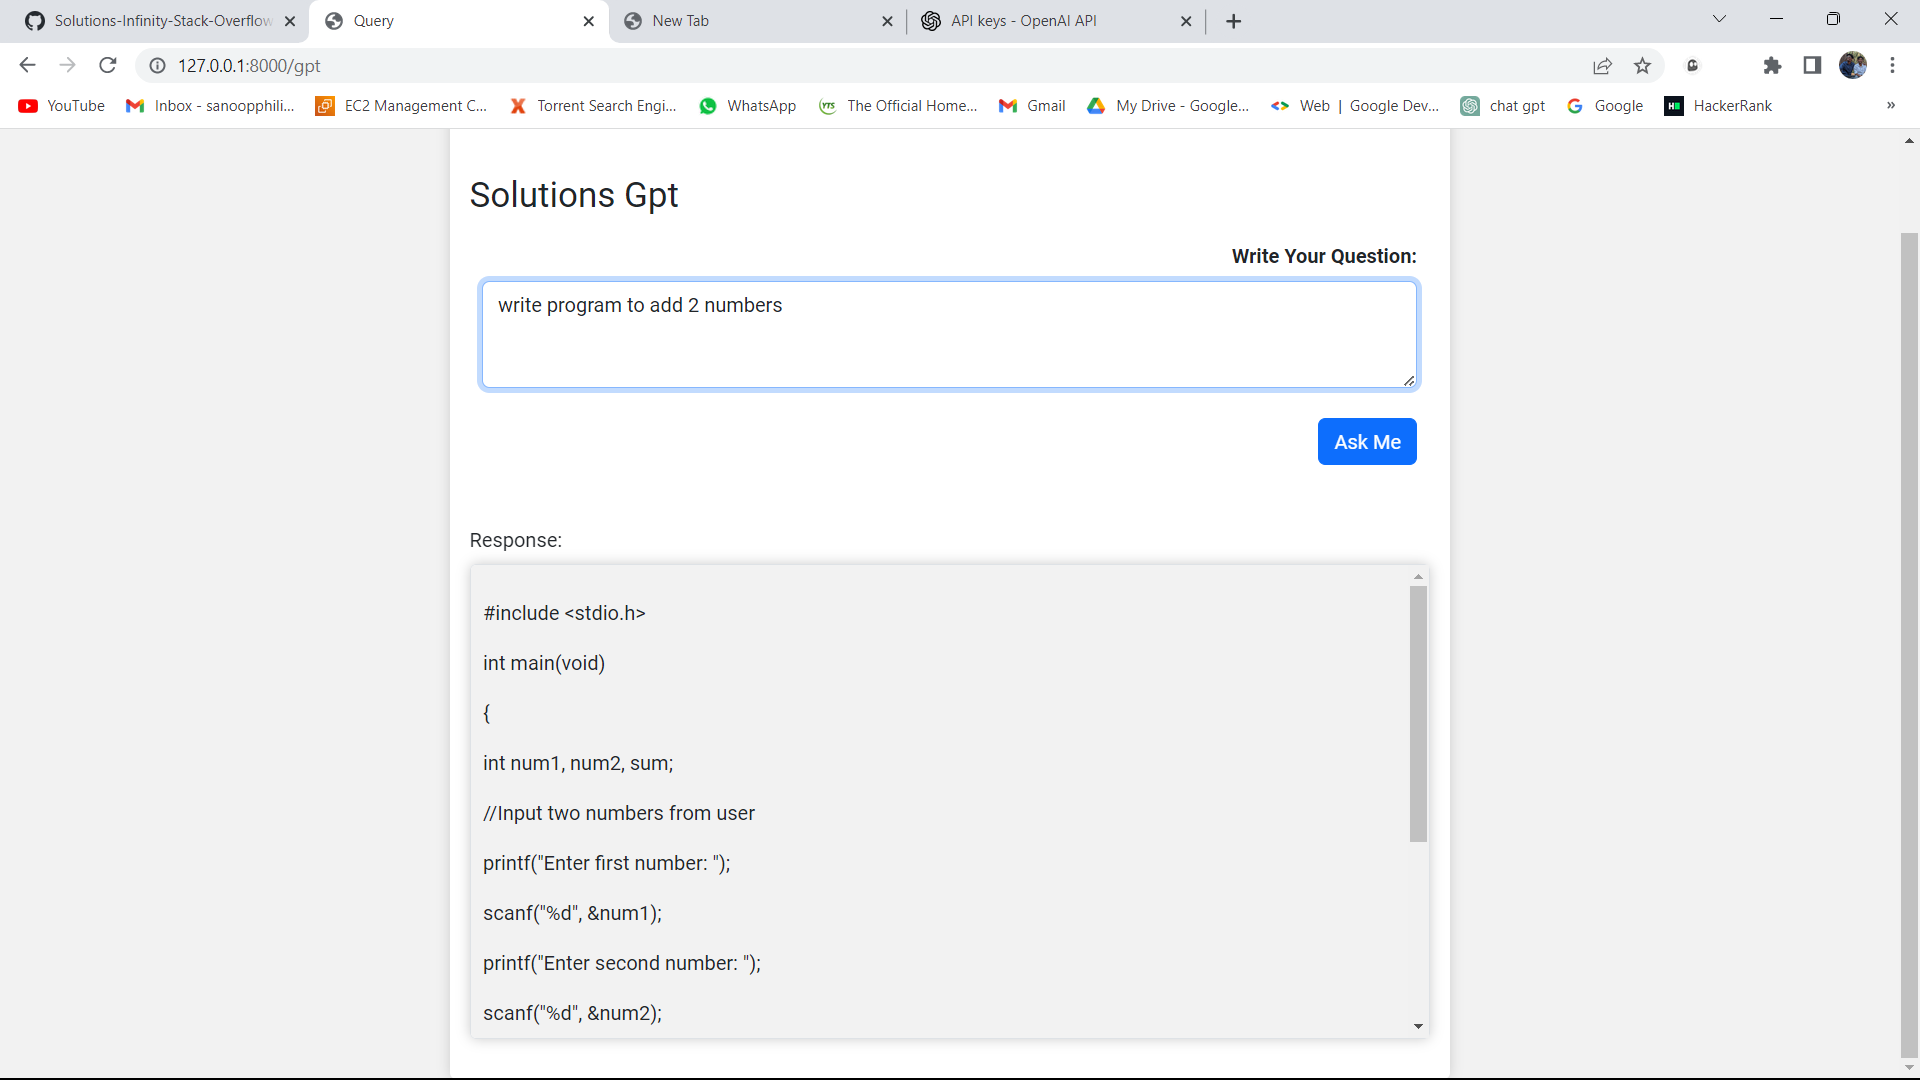 Solutions-Infinity-Stack-Overflow
Query
New Tab
API keys - OpenAI API
127.0.0.1:8000/gpt
YouTube
Inbox - sanoopphili...
EC2 Management C...
Torrent Search Engi...
WhatsApp
YTS
The Official Home...
Gmail
My Drive - Google...
Web | Google Dev...
chat gpt
Google
HackerRank
»
Solutions Gpt
Write Your Question:
write program to add 2 numbers
Ask Me
Response:
#include <stdio.h>
int main(void)
{
int num1, num2, sum;
//Input two numbers from user
printf("Enter first number: ");
scanf("%d", &num1);
printf("Enter second number: ");
scanf("%d", &num2);